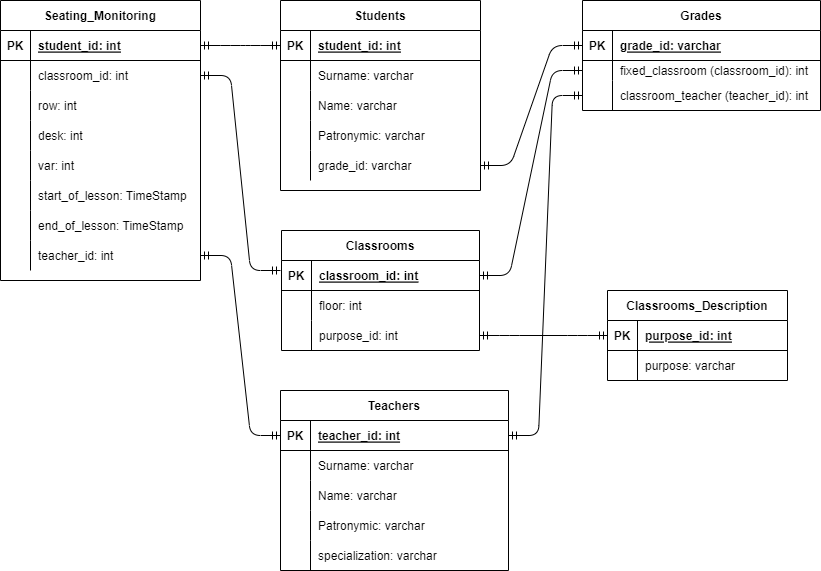 Seating_Monitoring
PK student_id: int
classroom_id: int
row: int
desk: int
var: int
start_of_lesson: TimeStamp
end_of_lesson: TimeStamp
teacher_id: int
Students
PK student_id: int
Surname: varchar
Name: varchar
Patronymic: varchar
grade_id: varchar
Grades
PK grade_id: varchar
fixed_classroom (classroom_id): int
classroom_teacher (teacher_id): int
Classrooms
PK classroom_id: int
floor: int
purpose_id: int
Classrooms_Description
PK purpose_id: int
purpose: varchar
Teachers
PK teacher_id: int
Surname: varchar
Name: varchar
Patronymic: varchar
specialization: varchar